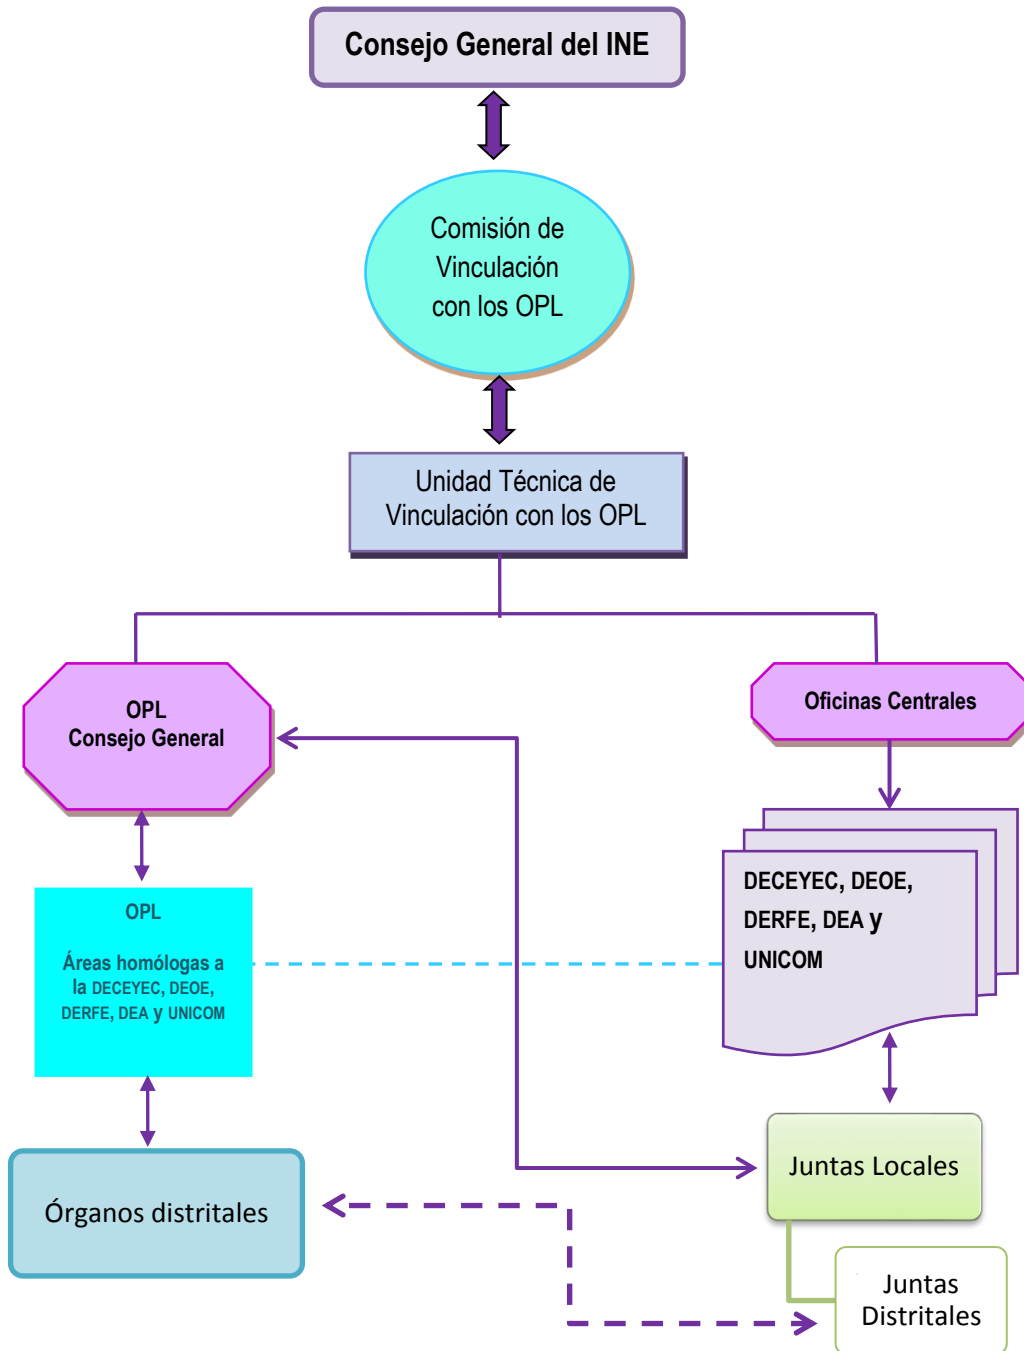 Consejo General del INE
Comisión de
Vinculación
con los OPL
Unidad Técnica de
Vinculación con los OPL
OPL
Consejo General
Oficinas Centrales
OPL
Áreas homólogas a
la DECEYEC, DEOE,
DERFE, DEA y UNICOM
DECEYEC, DEOE,
DERFE, DEA y
UNICOM
Órganos distritales
Juntas Locales
Juntas
Distritales